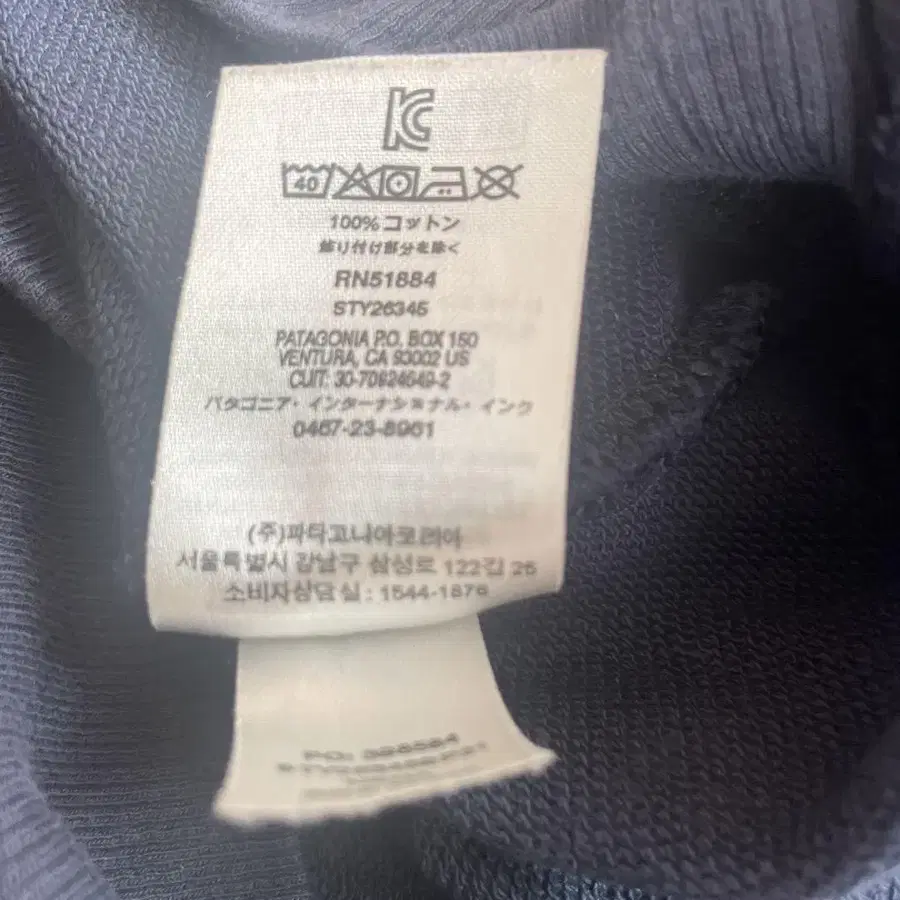 KC
40
100%コットン
飾り付け部分を除く
RN51884
STY26345
PATAGONIA P.O. BOX 150
VENTURA, CA 93002 US
CUIT: 30-70924649-2
パタゴニア・インターナショナル・インク
0467-23-8961
(주)파타고니아코리아
서울특별시 강남구 삼성로 122길 25
소비자상담실 : 1544-1876